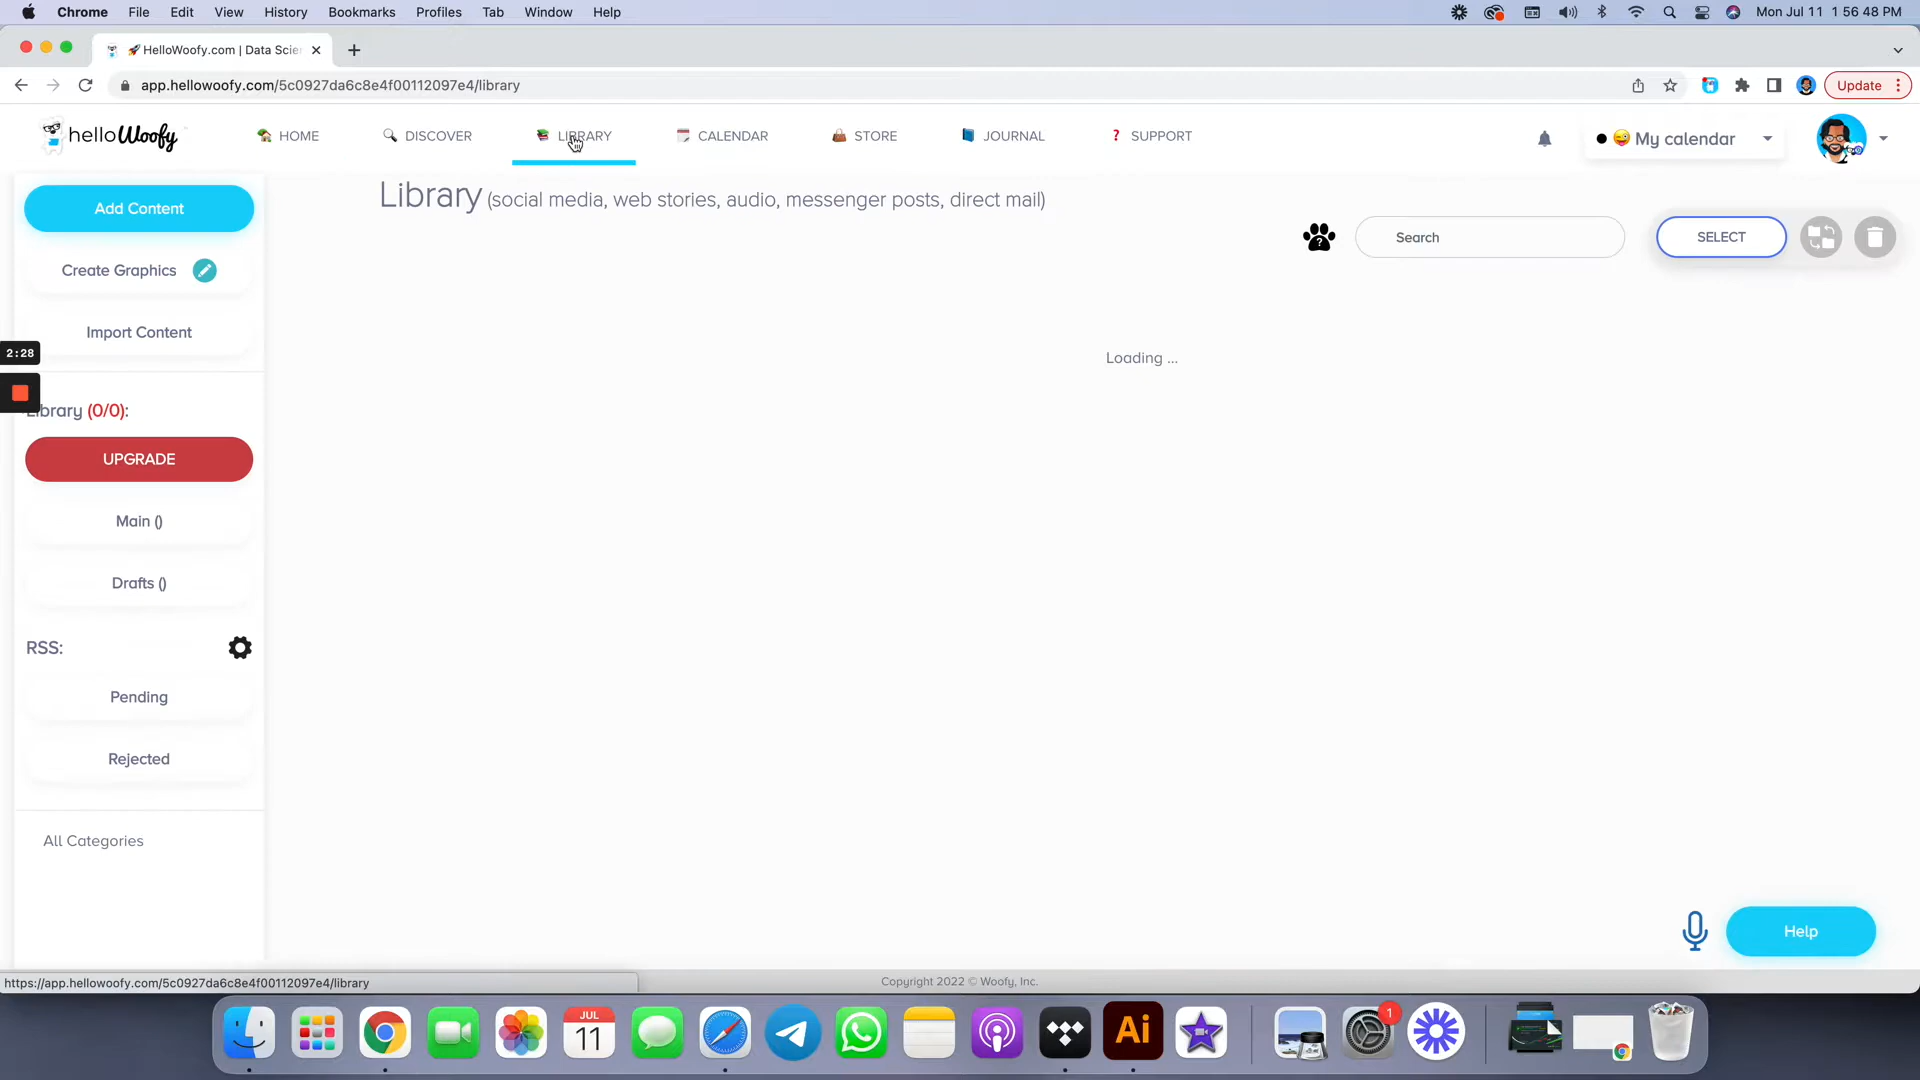 Chrome File Edit View History Bookmarks Profiles Tab Window Help Mon Jul 11 1 56 48 PM
HelloWoofy.com | Data Scien
app.hellowoofy.com/5c0927da6c8e4f00112097e4/library Update
helloWoofy HOME DISCOVER LIBRARY CALENDAR STORE JOURNAL ? SUPPORT My calendar
Add Content
Library (social media, web stories, audio, messenger posts, direct mail)
? Search SELECT
Create Graphics
Import Content
2:28
Loading ...
Library (0/0):
UPGRADE
Main ()
Drafts ()
RSS:
Pending
Rejected
All Categories
Help
https://app.hellowoofy.com/5c0927da6c8e4f00112097e4/library
Copyright 2022 © Woofy, Inc.
JUL
11
Ai
1